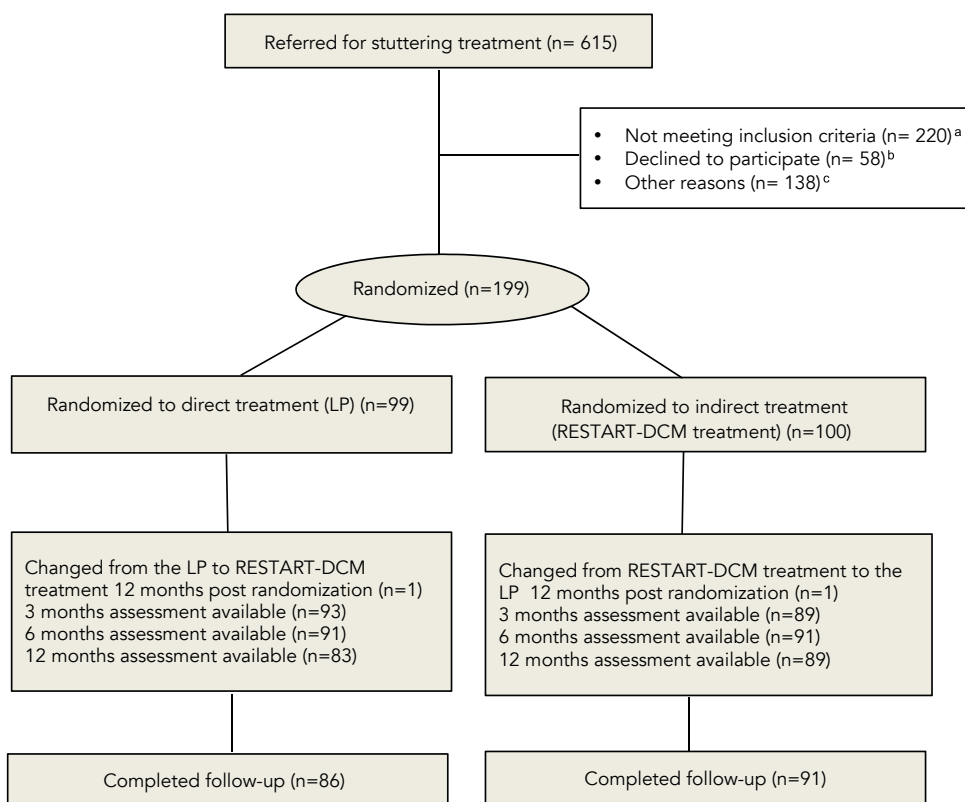 Referred for stuttering treatment (n= 615)
• Not meeting inclusion criteria (n= 220)ᵃ
• Declined to participate (n= 58)ᵇ
• Other reasons (n= 138)ᶜ
Randomized (n=199)
Randomized to direct treatment (LP) (n=99)
Randomized to indirect treatment
(RESTART-DCM treatment) (n=100)
Changed from the LP to RESTART-DCM
treatment 12 months post randomization (n=1)
3 months assessment available (n=93)
6 months assessment available (n=91)
12 months assessment available (n=83)
Changed from RESTART-DCM treatment to the
LP 12 months post randomization (n=1)
3 months assessment available (n=89)
6 months assessment available (n=91)
12 months assessment available (n=89)
Completed follow-up (n=86)
Completed follow-up (n=91)